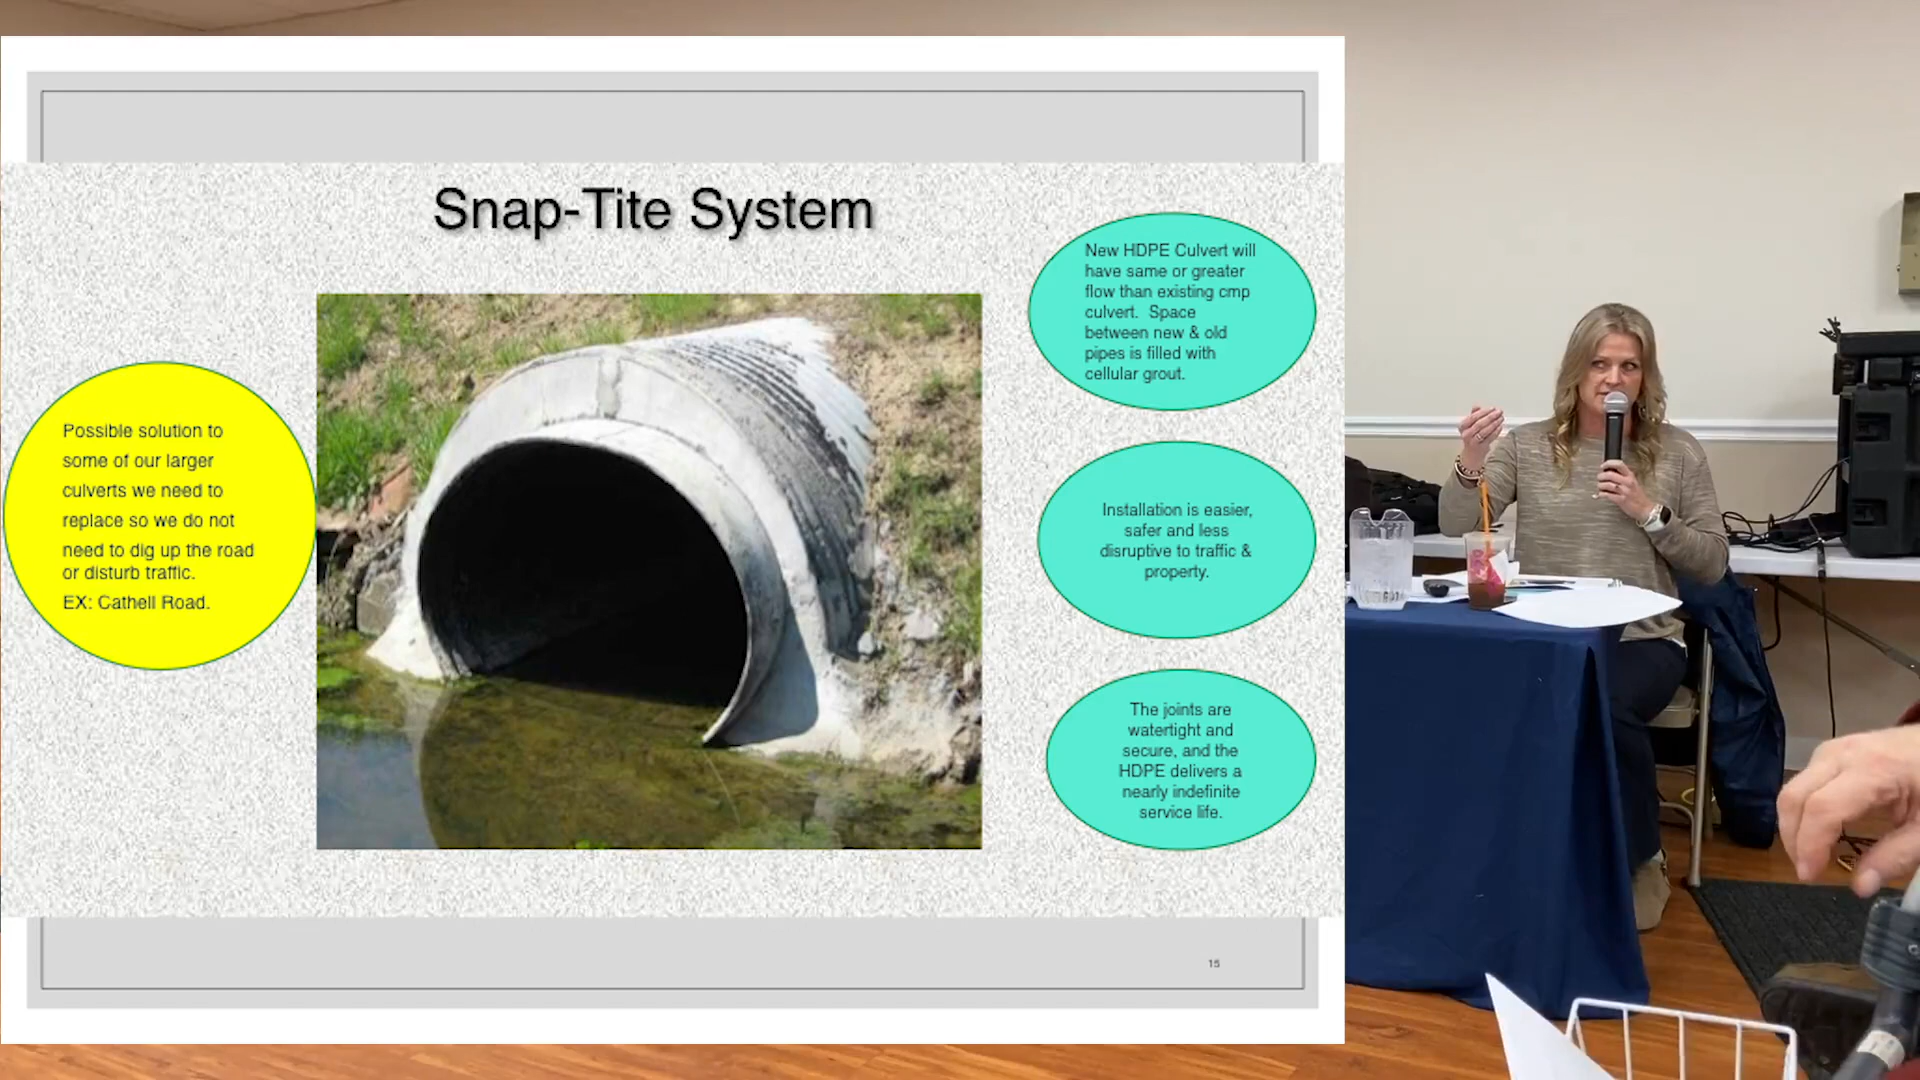 Snap-Tite System
Possible solution to
some of our larger
culverts we need to
replace so we do not
need to dig up the road
or disturb traffic.
EX: Cathell Road.
New HDPE Culvert will
have same or greater
flow than existing cmp
culvert.  Space
between new & old
pipes is filled with
cellular grout.
Installation is easier,
safer and less
disruptive to traffic &
property.
The joints are
watertight and
secure, and the
HDPE delivers a
nearly indefinite
service life.
15